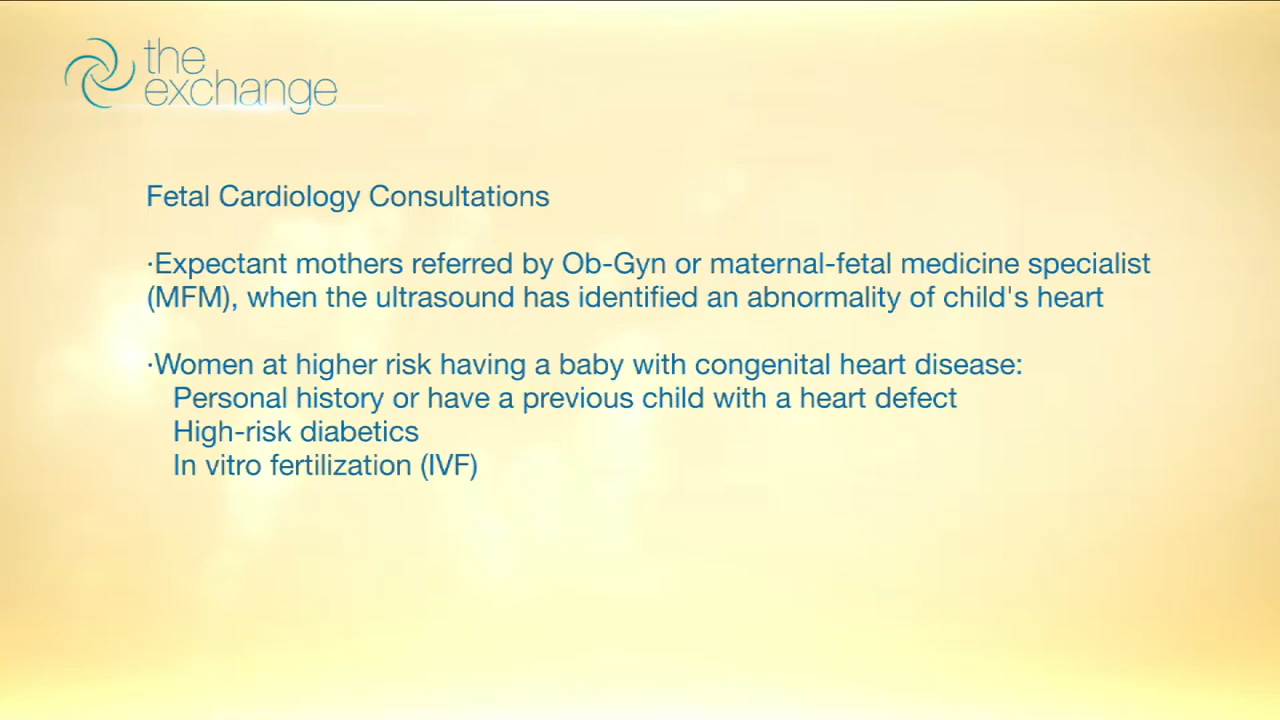 the
exchange
Fetal Cardiology Consultations
·Expectant mothers referred by Ob-Gyn or maternal-fetal medicine specialist
(MFM), when the ultrasound has identified an abnormality of child's heart
·Women at higher risk having a baby with congenital heart disease:
Personal history or have a previous child with a heart defect
High-risk diabetics
In vitro fertilization (IVF)